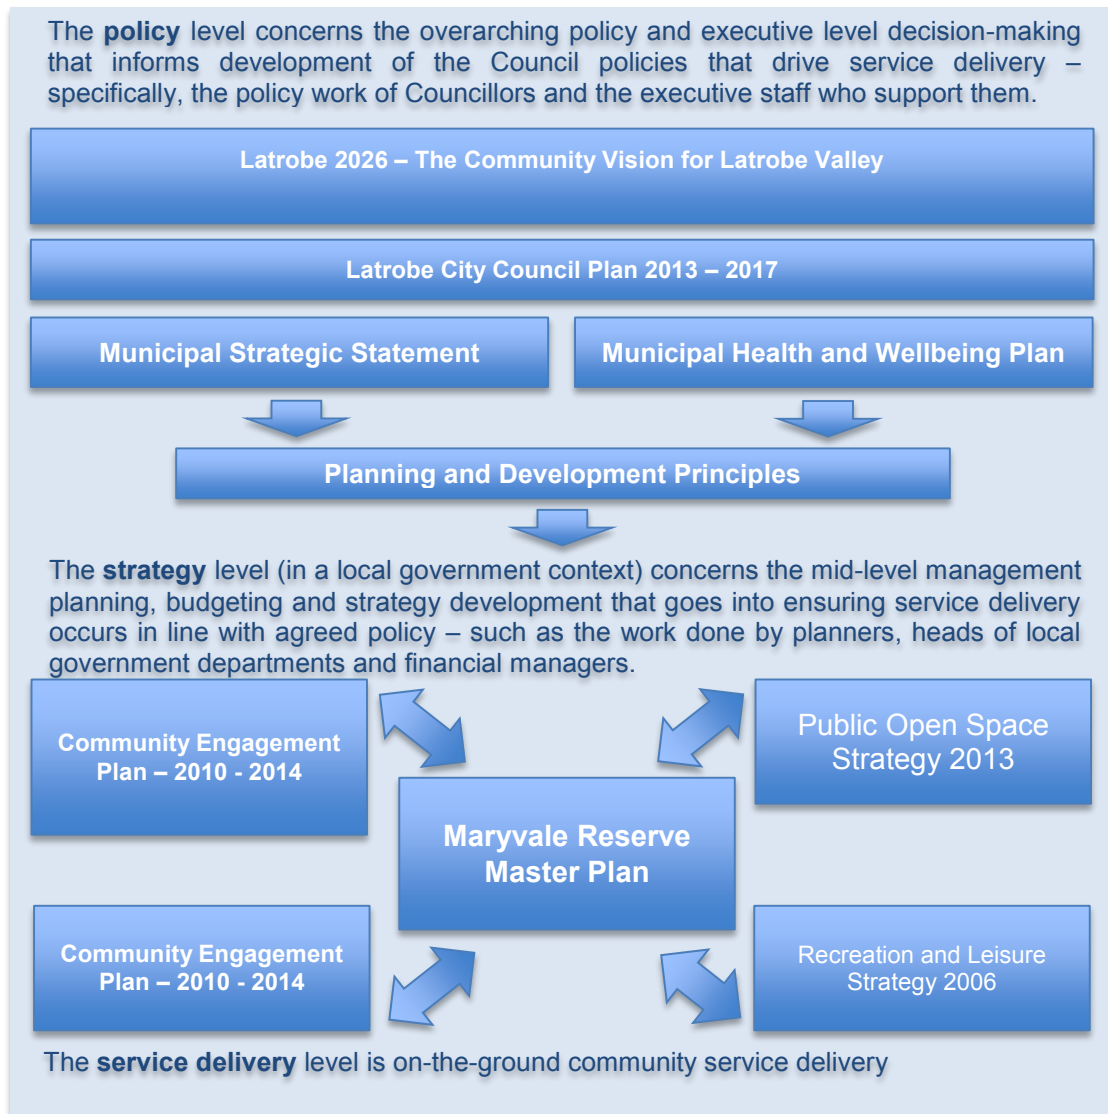 The policy level concerns the overarching policy and executive level decision-making
that informs development of the Council policies that drive service delivery –
specifically, the policy work of Councillors and the executive staff who support them.
Latrobe 2026 – The Community Vision for Latrobe Valley
Latrobe City Council Plan 2013 – 2017
Municipal Strategic Statement
Municipal Health and Wellbeing Plan
Planning and Development Principles
The strategy level (in a local government context) concerns the mid-level management
planning, budgeting and strategy development that goes into ensuring service delivery
occurs in line with agreed policy – such as the work done by planners, heads of local
government departments and financial managers.
Community Engagement
Plan – 2010 - 2014
Public Open Space
Strategy 2013
Maryvale Reserve
Master Plan
Community Engagement
Plan – 2010 - 2014
Recreation and Leisure
Strategy 2006
The service delivery level is on-the-ground community service delivery